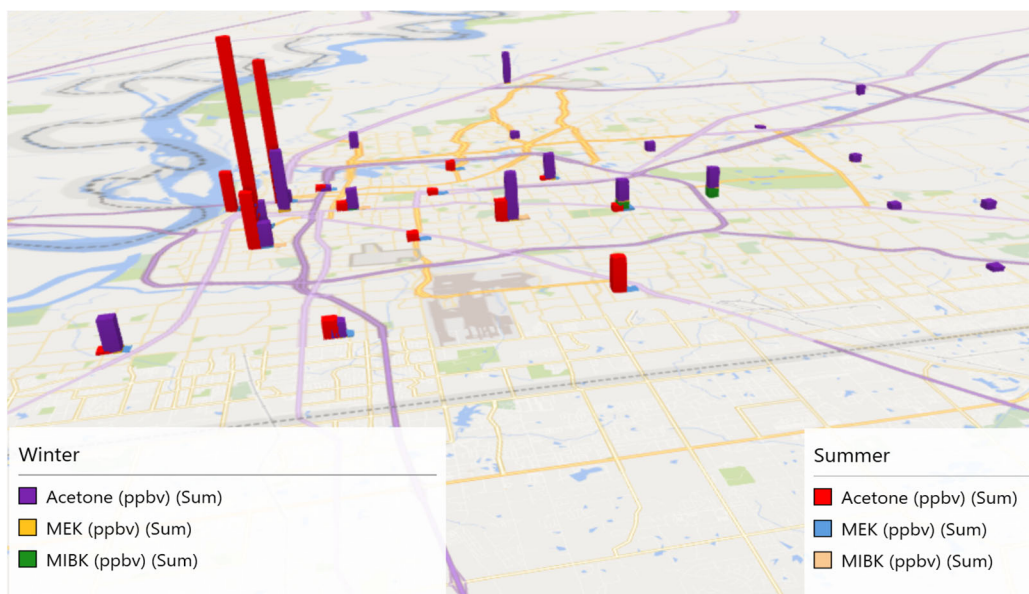 Winter
Acetone (ppbv) (Sum)
MEK (ppbv) (Sum)
MIBK (ppbv) (Sum)
Summer
Acetone (ppbv) (Sum)
MEK (ppbv) (Sum)
MIBK (ppbv) (Sum)